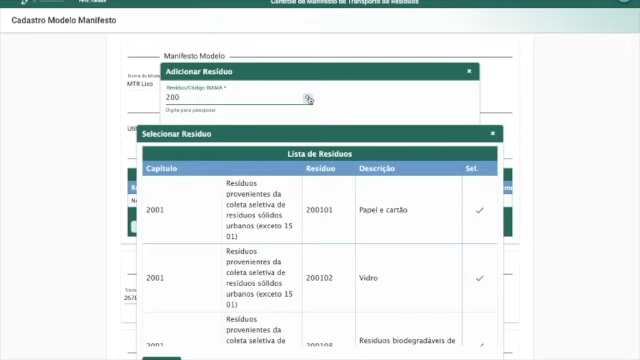 Controle de Manifesto de Transporte de Resíduos
Cadastro Modelo Manifesto
Manifesto Modelo
Adicionar Resíduo ×
MTR Lixo
Resíduo/Código IBAMA *
200
Digite para pesquisar
Selecionar Resíduo ×
Lista de Resíduos
Capítulo Resíduo Descrição Sel.
2001 Resíduos provenientes da coleta seletiva de resíduos sólidos urbanos (exceto 15 01) 200101 Papel e cartão
2001 Resíduos provenientes da coleta seletiva de resíduos sólidos urbanos (exceto 15 01) 200102 Vidro
2001 Resíduos provenientes da coleta seletiva de 200108 Resíduos biodegradáveis de